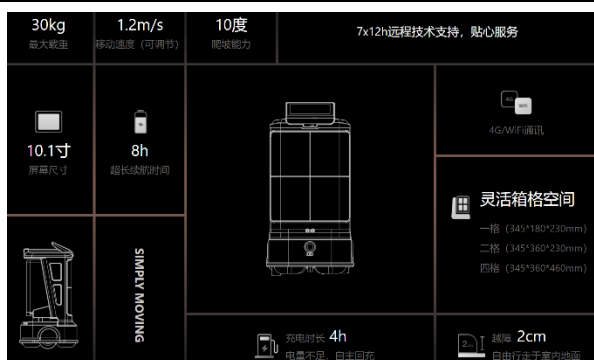 30kg
最大载重
1.2m/s
移动速度（可调节）
10度
爬坡能力
7x12h远程技术支持，贴心服务
10.1寸
屏幕尺寸
8h
超长续航时间
4G
Wifi
4G/WiFi通讯
灵活箱格空间
一格（345*180*230mm）
二格（345*360*230mm）
四格（345*360*460mm）
SIMPLY MOVING
充电时长 4h
电量不足，自主回充
越障 2cm
自由行走于室内地面